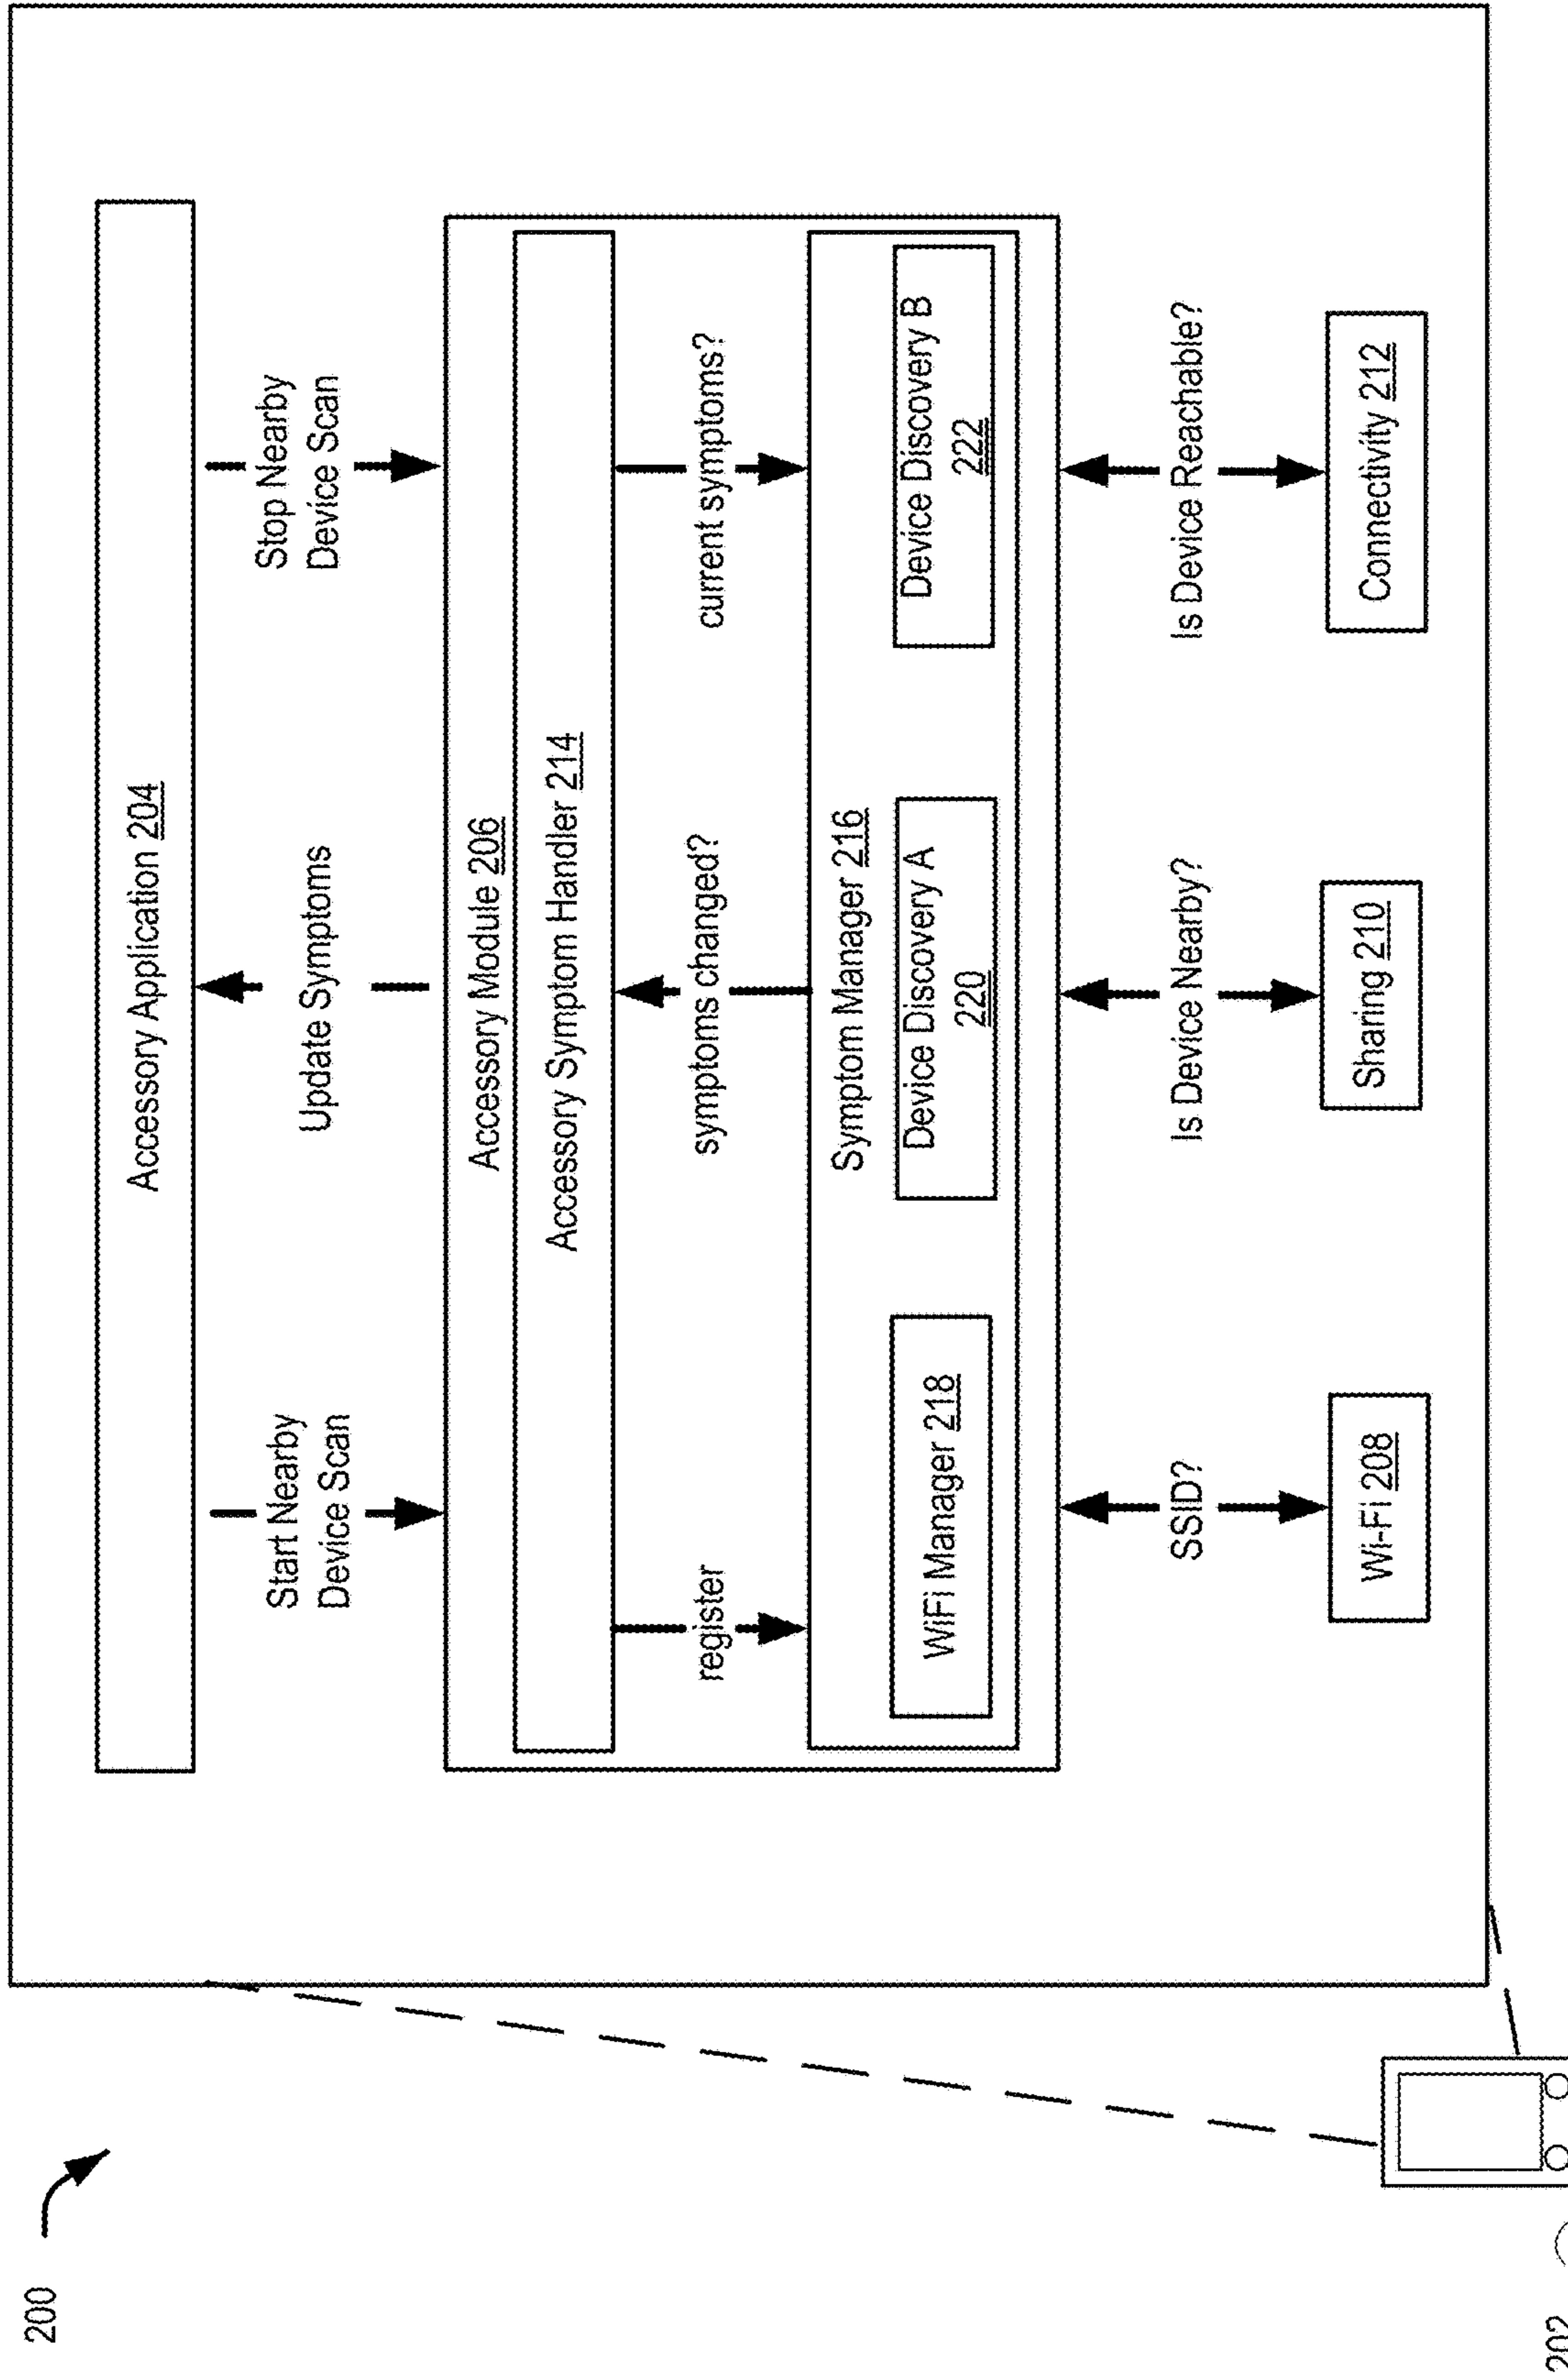 200
Accessory Application 204
Start Nearby
Device Scan
Update Symptoms
Stop Nearby
Device Scan
Accessory Module 206
Accessory Symptom Handler 214
register
symptoms changed?
current symptoms?
Symptom Manager 216
WiFi Manager 218
Device Discovery A
220
Device Discovery B
222
SSID?
Is Device Nearby?
Is Device Reachable?
Wi-Fi 208
Sharing 210
Connectivity 212
202